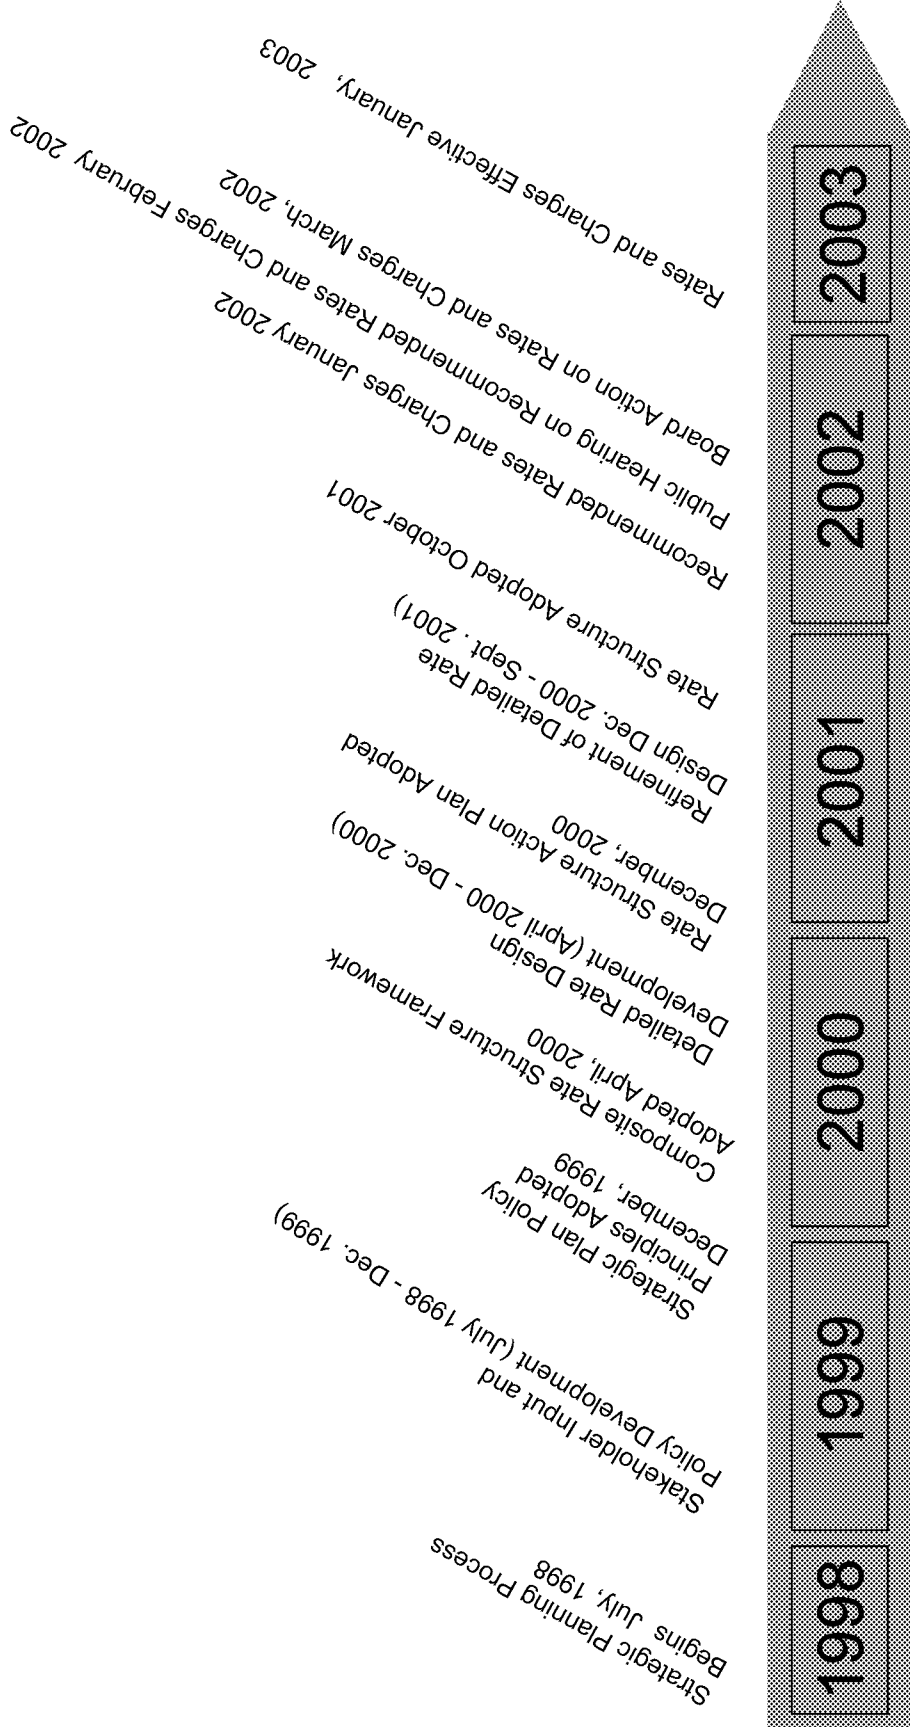 Strategic Planning Process
Begins July, 1998
Stakeholder Input and
Policy Development (July 1998 - Dec. 1999)
Strategic Plan Policy
Principles Adopted
December, 1999
Composite Rate Structure Framework
Adopted April, 2000
Detailed Rate Design
Development (April 2000 - Dec. 2000)
Rate Structure Action Plan Adopted
December, 2000
Refinement of Detailed Rate
Design Dec. 2000 - Sept . 2001)
Rate Structure Adopted October 2001
Recommended Rates and Charges January 2002
Public Hearing on Recommended Rates and Charges February 2002
Board Action on Rates and Charges March, 2002
Rates and Charges Effective January, 2003
1998
1999
2000
2001
2002
2003